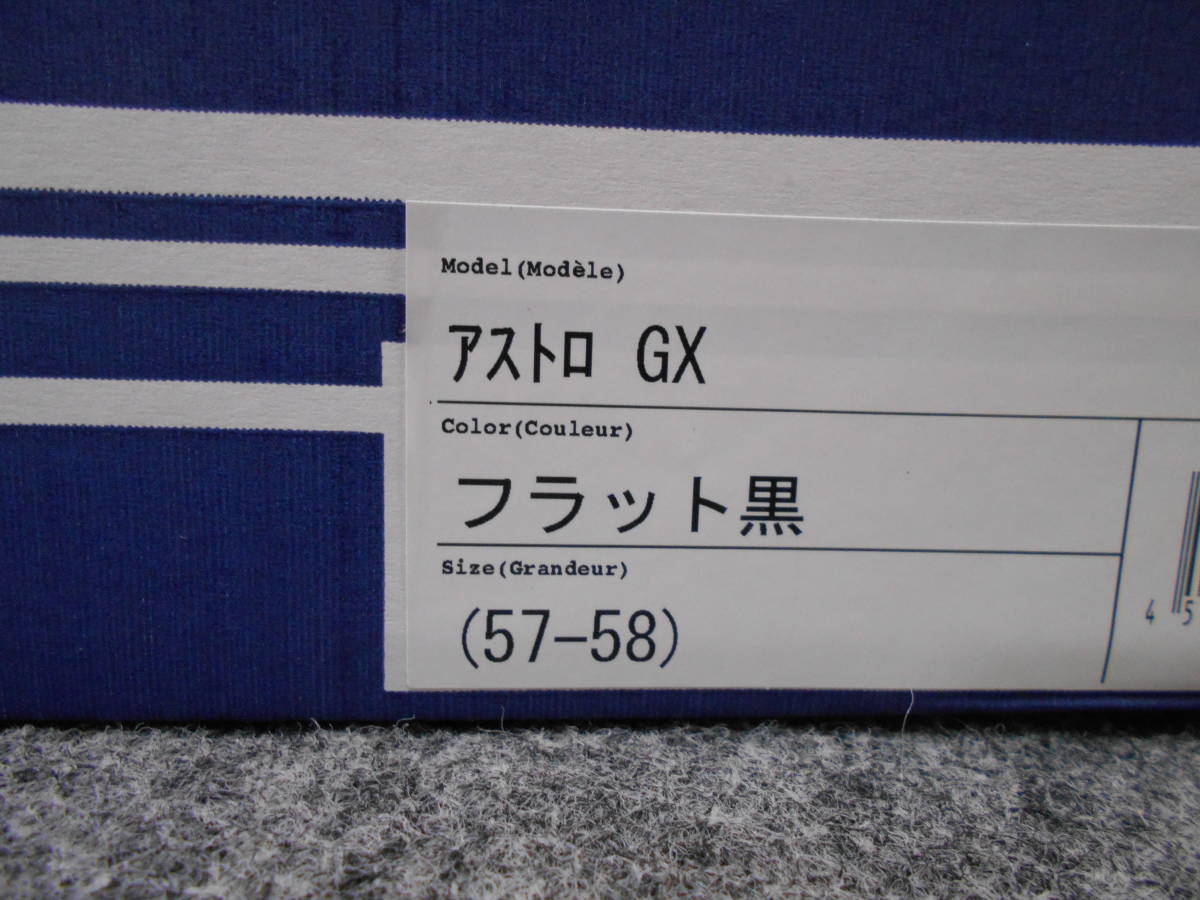 Model(Modèle)
ｱｽﾄﾛ GX
Color(Couleur)
フラット黒
Size(Grandeur)
(57-58)
4 5